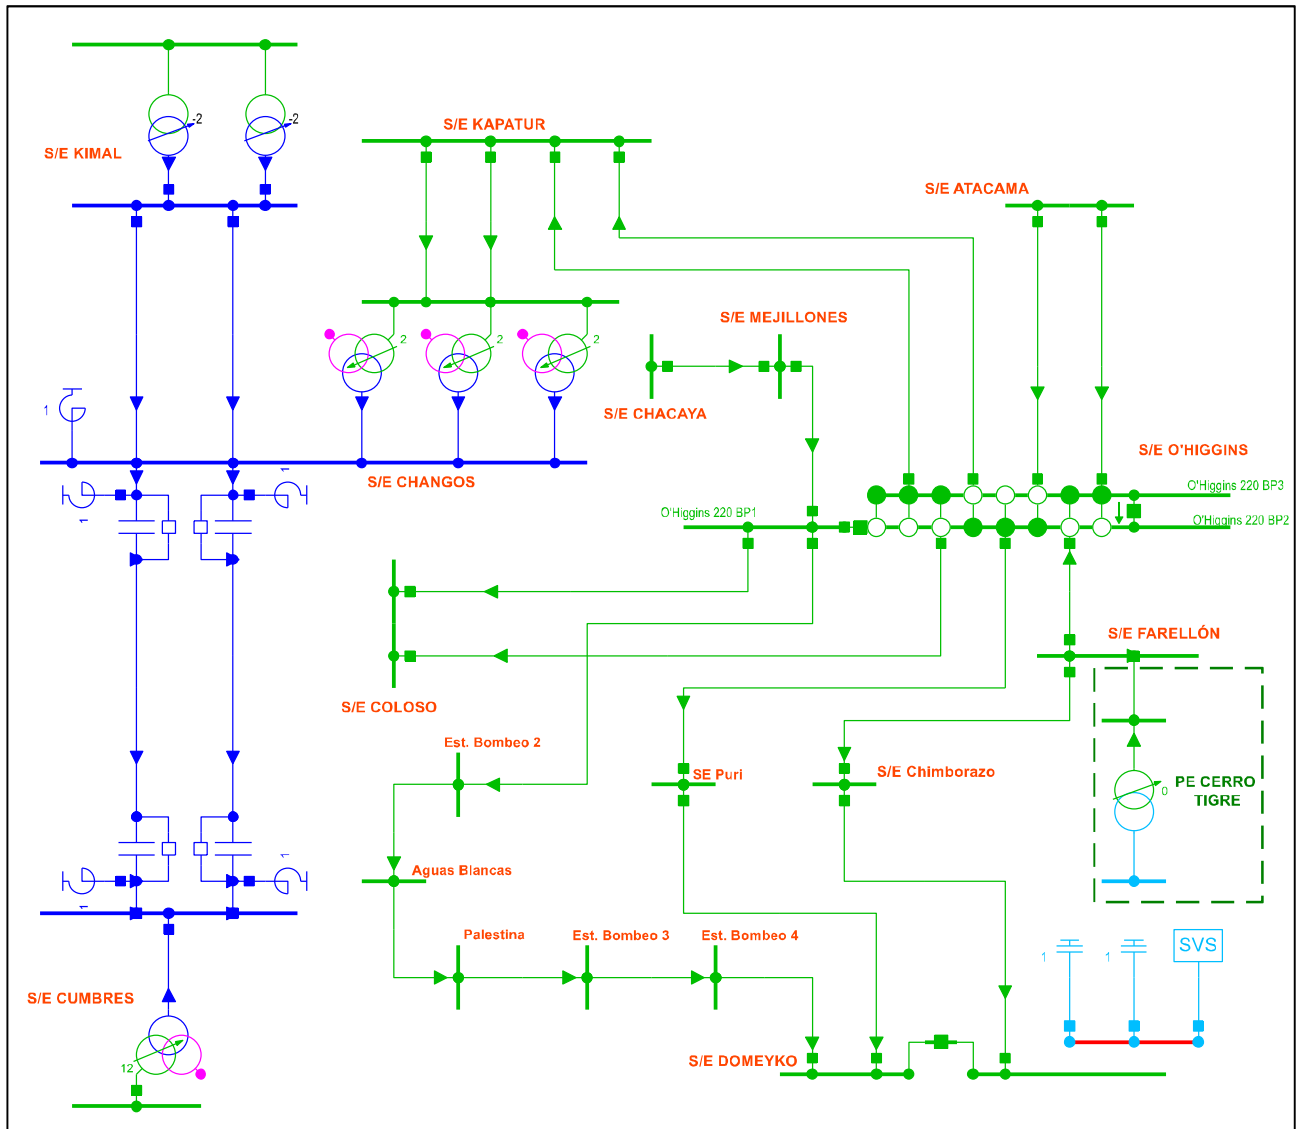 -2
-2
S/E KAPATUR
S/E KIMAL
S/E ATACAMA
S/E MEJILLONES
2
2
2
1
S/E CHACAYA
S/E O'HIGGINS
S/E CHANGOS
1
O'Higgins 220 BP3
O'Higgins 220 BP1
O'Higgins 220 BP2
1
S/E FARELLÓN
S/E COLOSO
Est. Bombeo 2
SE Puri
S/E Chimborazo
PE CERRO
TIGRE
0
1
Aguas Blancas
1
Palestina
Est. Bombeo 3
Est. Bombeo 4
SVS
1
1
S/E CUMBRES
12
S/E DOMEYKO